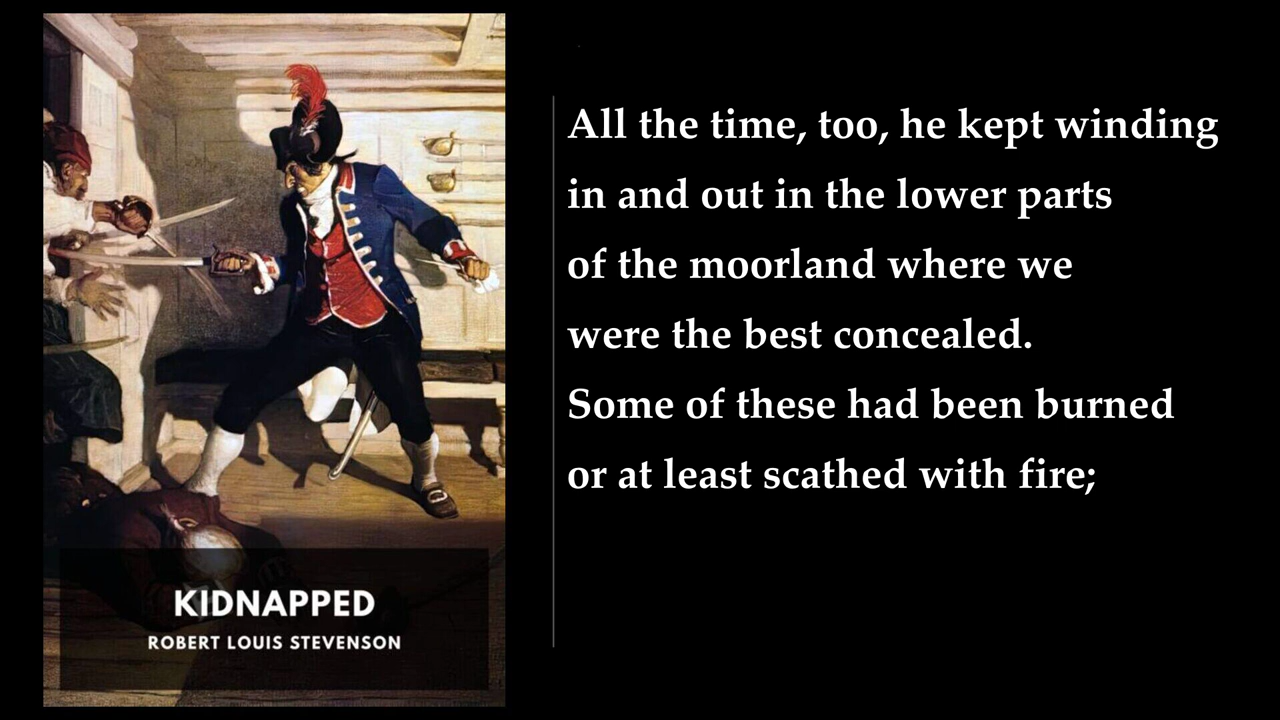 KIDNAPPED
ROBERT LOUIS STEVENSON
All the time, too, he kept winding
in and out in the lower parts
of the moorland where we
were the best concealed.
Some of these had been burned
or at least scathed with fire;